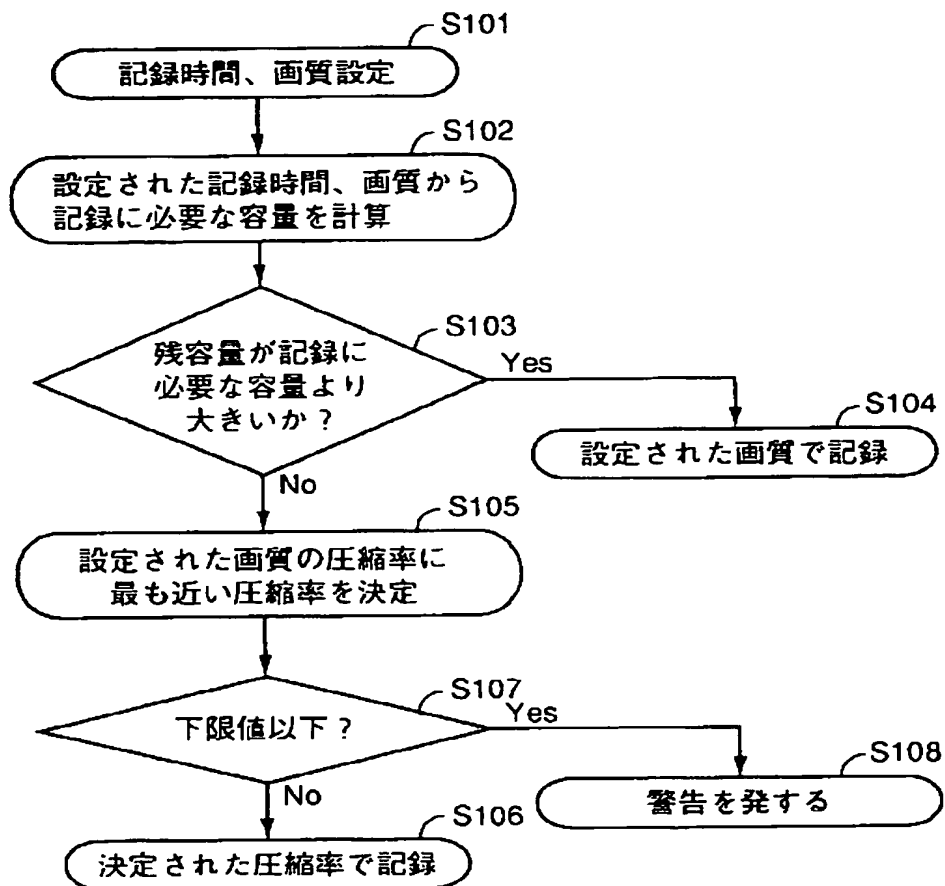 S101
記録時間、画質設定
S102
設定された記録時間、画質から
記録に必要な容量を計算
S103
残容量が記録に
必要な容量より
大きいか?
Yes
S104
設定された画質で記録
No
S105
設定された画質の圧縮率に
最も近い圧縮率を決定
S107
下限値以下?
Yes
S108
警告を発する
No
S106
決定された圧縮率で記録